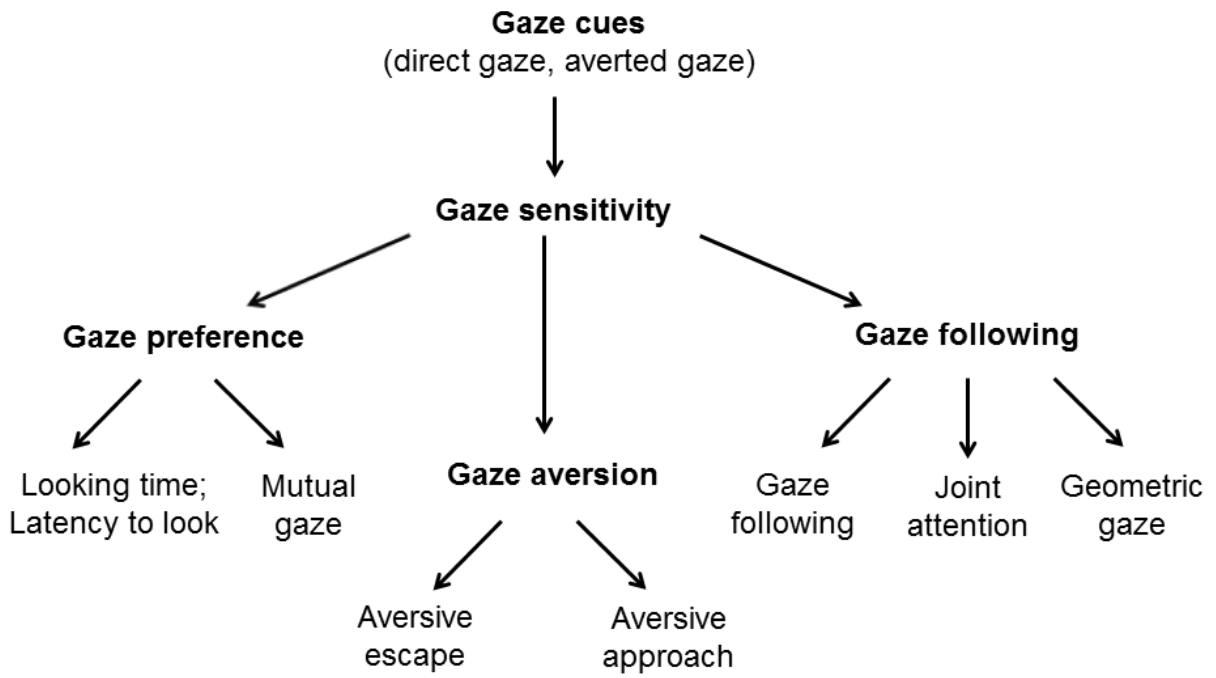 Gaze cues
(direct gaze, averted gaze)
Gaze sensitivity
Gaze preference
Gaze following
Looking time;
Latency to look
Mutual
gaze
Gaze aversion
Gaze
following
Joint
attention
Geometric
gaze
Aversive
escape
Aversive
approach